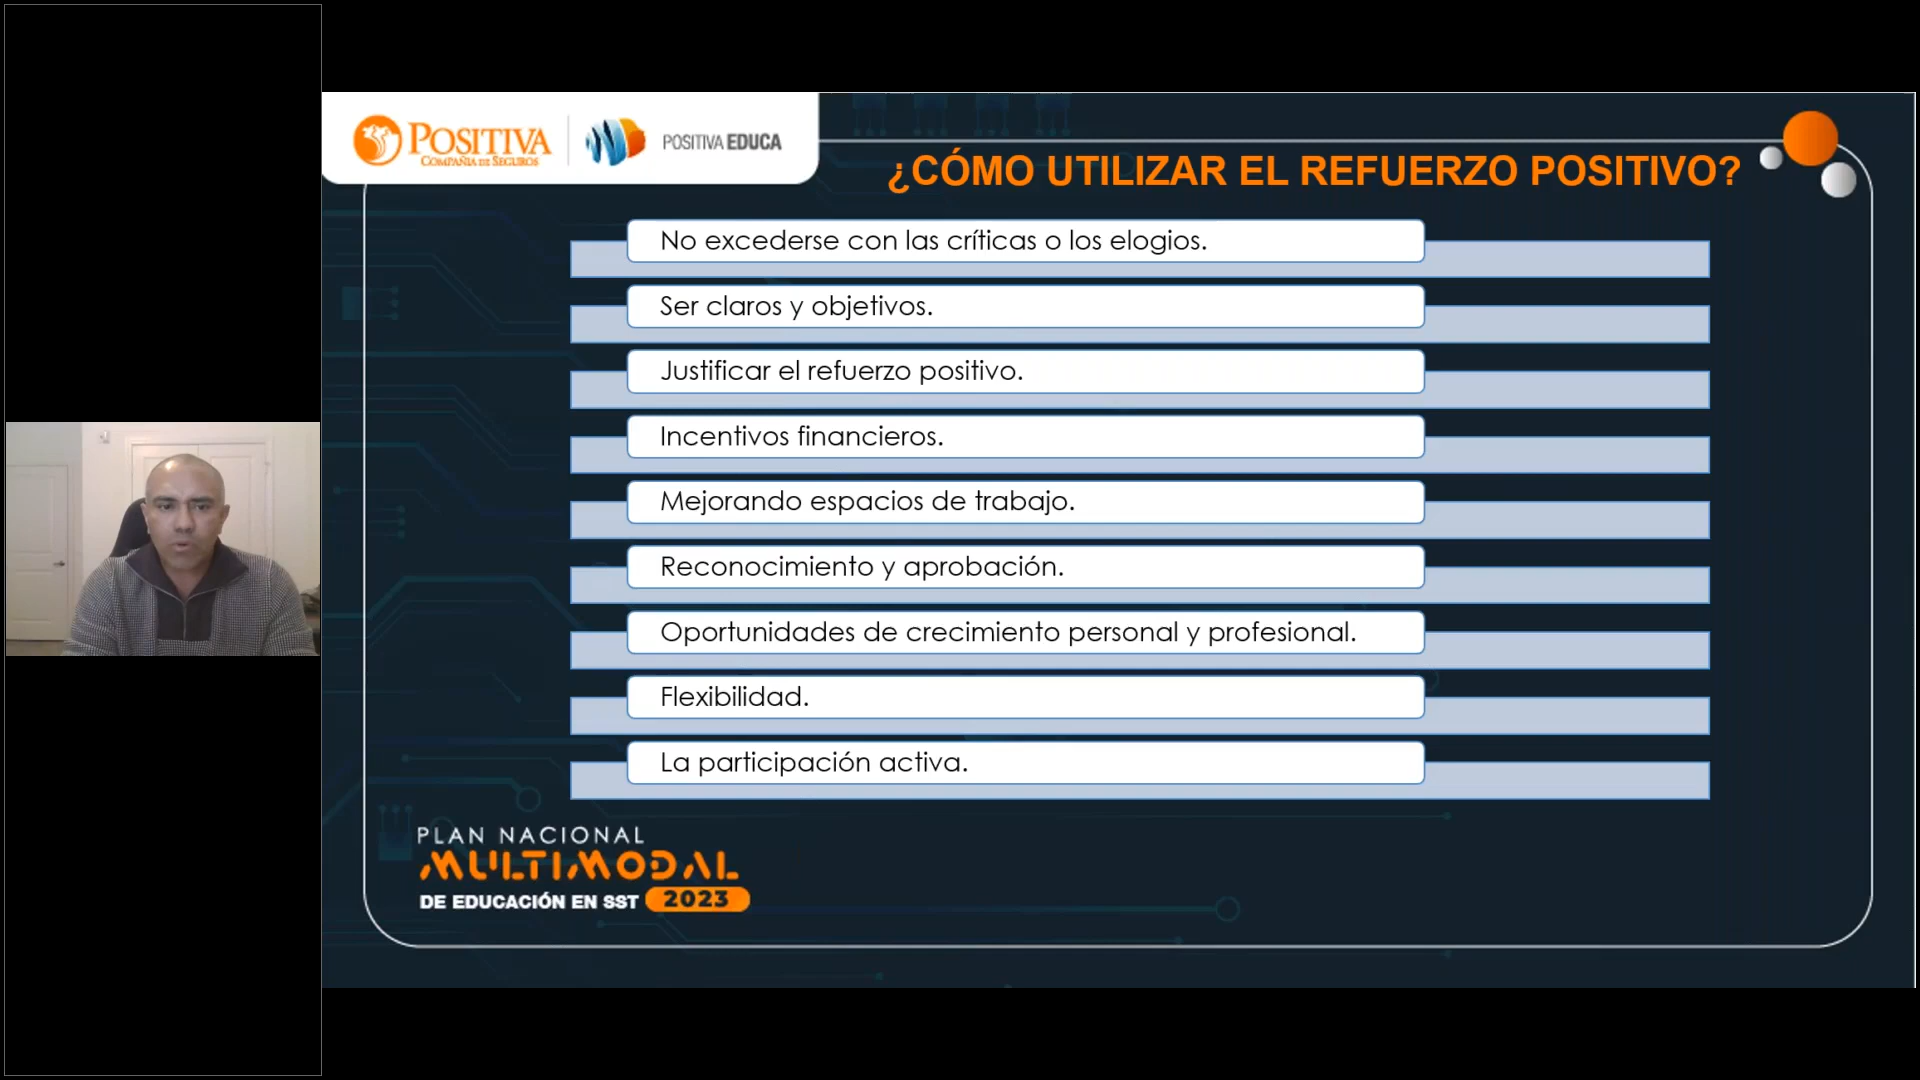 POSITIVA
COMPAÑÍA DE SEGUROS
POSITIVA EDUCA
¿CÓMO UTILIZAR EL REFUERZO POSITIVO?
No excederse con las críticas o los elogios.
Ser claros y objetivos.
Justificar el refuerzo positivo.
Incentivos financieros.
Mejorando espacios de trabajo.
Reconocimiento y aprobación.
Oportunidades de crecimiento personal y profesional.
Flexibilidad.
La participación activa.
PLAN NACIONAL
MULTIMODAL
DE EDUCACIÓN EN SST 2023